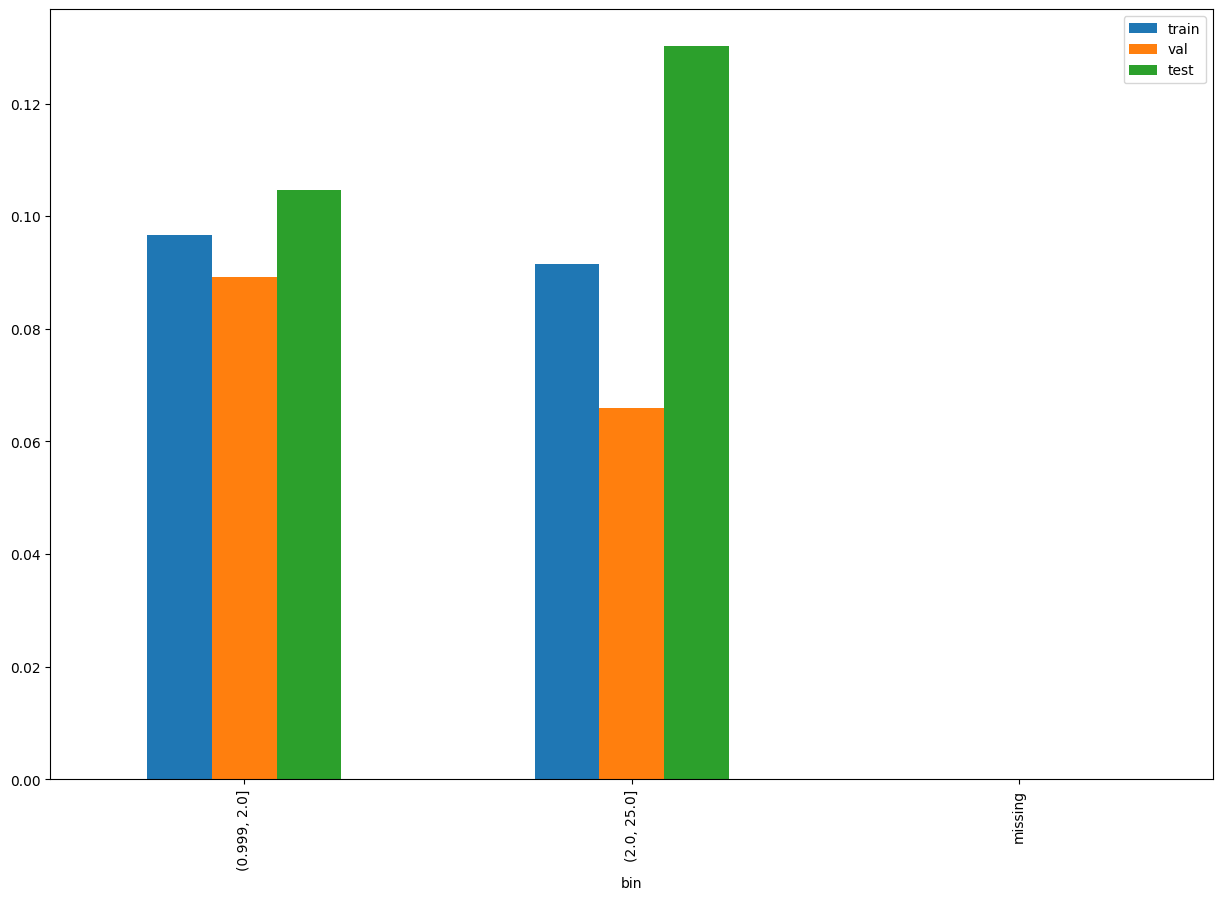 train
val
test
0.12
0.10
0.08
0.06
0.04
0.02
0.00
(0.999, 2.0]
(2.0, 25.0]
missing
bin